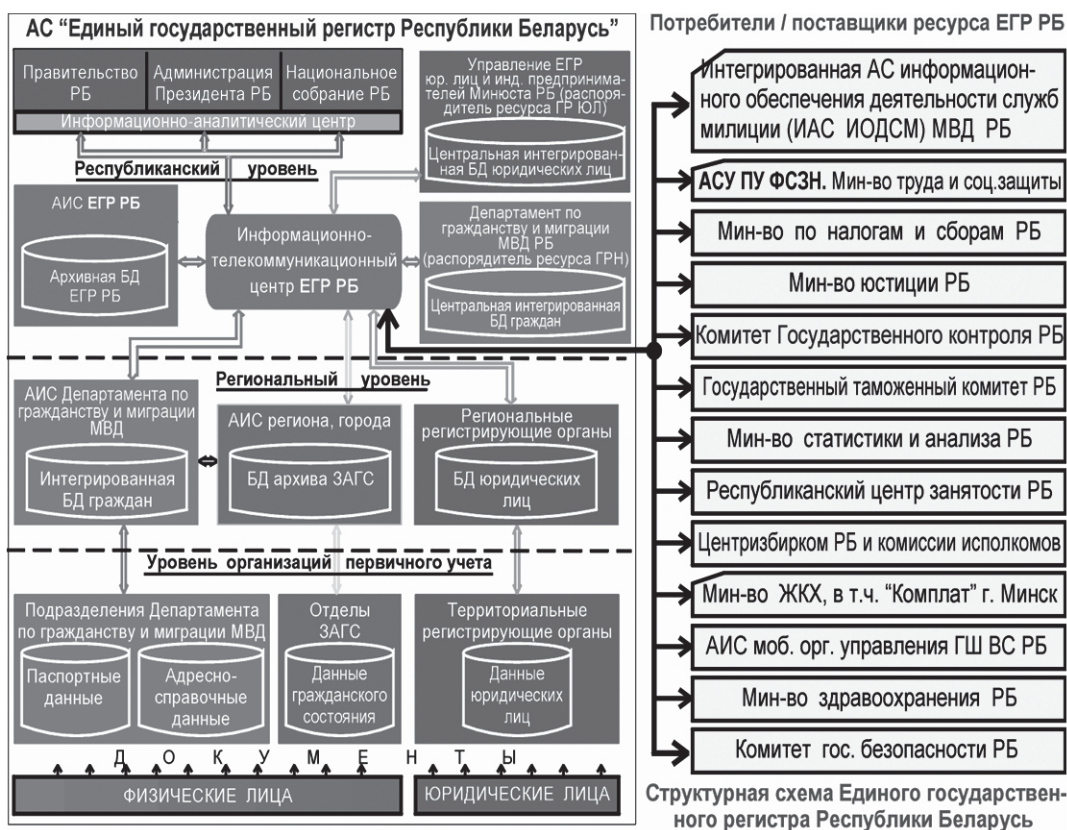 АС “Единый государственный регистр Республики Беларусь”
Правительство
РБ
Администрация
Президента РБ
Национальное
собрание РБ
Информационно-аналитический центр
Управление ЕГР
юр. лиц и инд. предпринима-
телей Минюста РБ (распоря-
дитель ресурса ГР ЮЛ)
Центральная интегрирован-
ная БД юридических лиц
Республиканский уровень
АИС ЕГР РБ
Архивная БД
ЕГР РБ
Информационно-
телекоммуникационный
центр ЕГР РБ
Департамент по
гражданству и миграции
МВД РБ
(распорядитель ресурса ГРН)
Центральная интегрированная
БД граждан
Региональный уровень
АИС Департамента по
гражданству и миграции
МВД
Интегрированная
БД граждан
АИС региона, города
БД архива ЗАГС
Региональные
регистрирующие органы
БД юридических
лиц
Уровень организаций первичного учета
Подразделения Департамента
по гражданству и миграции МВД
Паспортные
данные
Адресно-
справочные
данные
Отделы
ЗАГС
Данные
гражданского
состояния
Территориальные
регистрирующие органы
Данные
юридических
лиц
Д О К У М Е Н Т Ы
ФИЗИЧЕСКИЕ ЛИЦА
ЮРИДИЧЕСКИЕ ЛИЦА
Потребители / поставщики ресурса ЕГР РБ
Интегрированная АС информацион-
ного обеспечения деятельности служб
милиции (ИАС ИОДСМ) МВД РБ
АСУ ПУ ФСЗН. Мин-во труда и соц.защиты
Мин-во по налогам и сборам РБ
Мин-во юстиции РБ
Комитет Государственного контроля РБ
Государственный таможенный комитет РБ
Мин-во статистики и анализа РБ
Республиканский центр занятости РБ
Центризбирком РБ и комиссии исполкомов
Мин-во ЖКХ, в т.ч. “Комплат” г. Минск
АИС моб. орг. управления ГШ ВС РБ
Мин-во здравоохранения РБ
Комитет гос. безопасности РБ
Структурная схема Единого государствен-
ного регистра Республики Беларусь